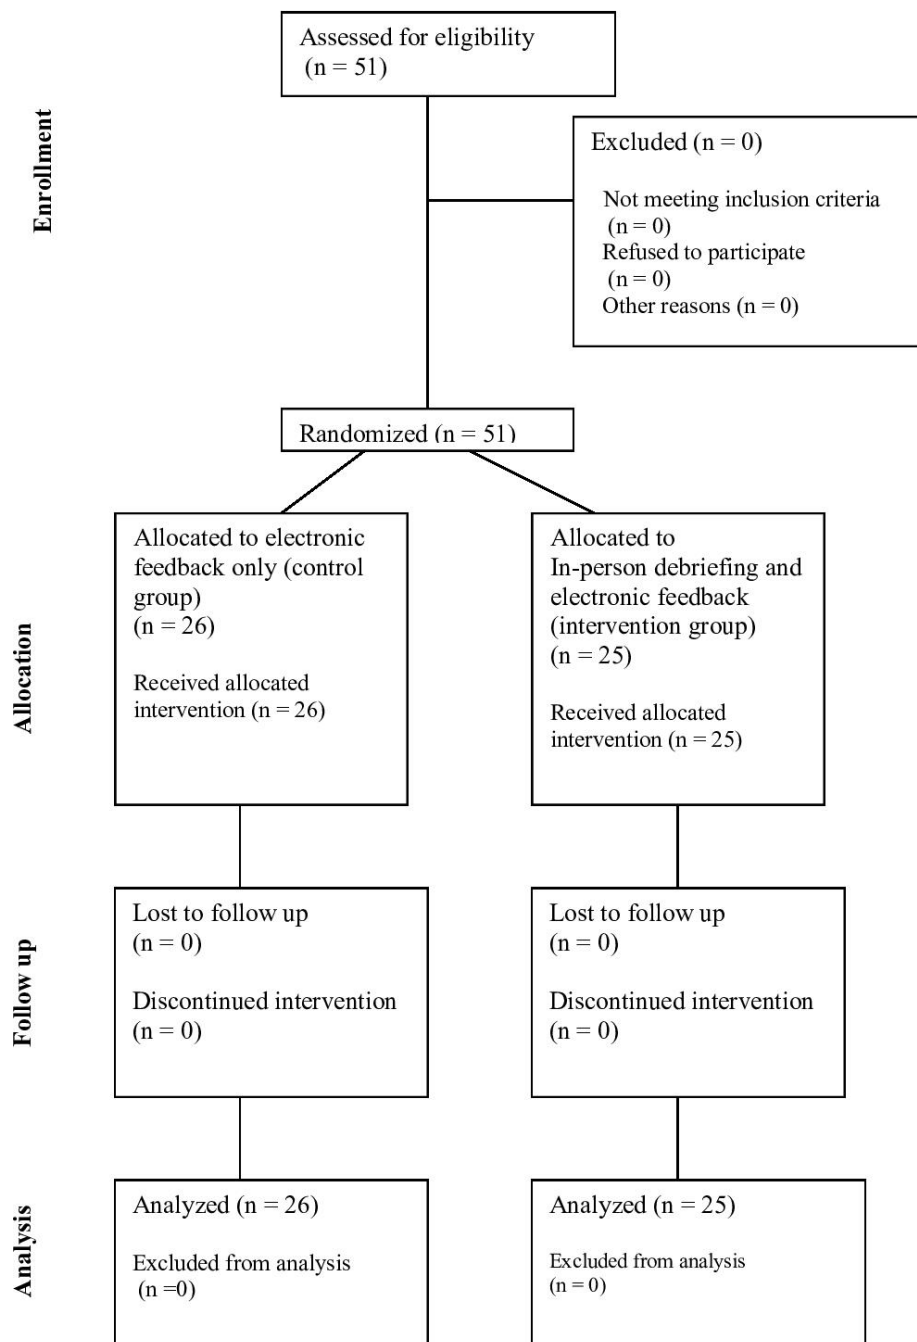 Assessed for eligibility
(n = 51)
Enrollment
Excluded (n = 0)
Not meeting inclusion criteria
(n = 0)
Refused to participate
(n = 0)
Other reasons (n = 0)
Randomized (n = 51)
Allocation
Allocated to electronic
feedback only (control
group)
(n = 26)
Received allocated
intervention (n = 26)
Allocated to
In-person debriefing and
electronic feedback
(intervention group)
(n = 25)
Received allocated
intervention (n = 25)
Follow up
Lost to follow up
(n = 0)
Discontinued intervention
(n = 0)
Lost to follow up
(n = 0)
Discontinued intervention
(n = 0)
Analysis
Analyzed (n = 26)
Excluded from analysis
(n =0)
Analyzed (n = 25)
Excluded from analysis
(n = 0)